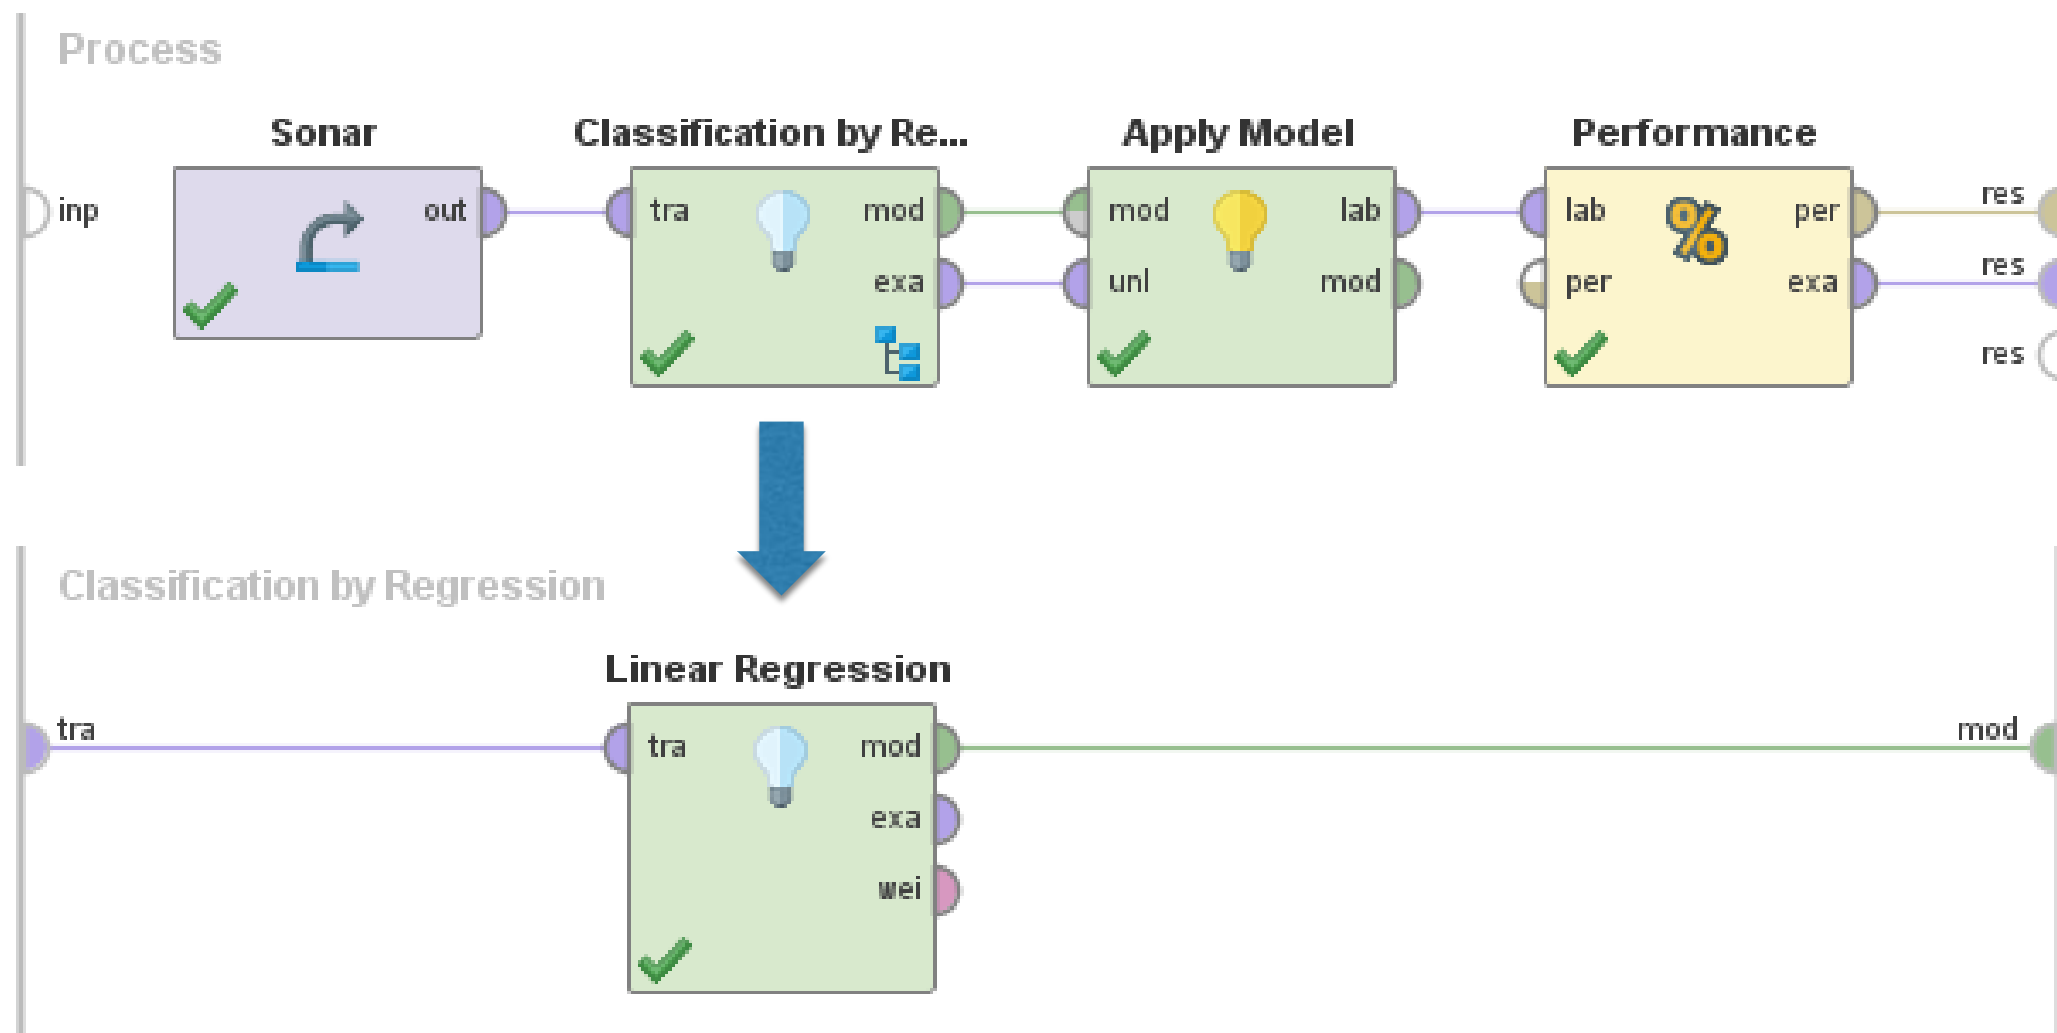 Process
Sonar
Classification by Re...
Apply Model
Performance
inp
out
tra
mod
exa
mod
unl
lab
mod
lab
per
per
exa
res
res
res
Classification by Regression
Linear Regression
tra
tra
mod
exa
wei
mod